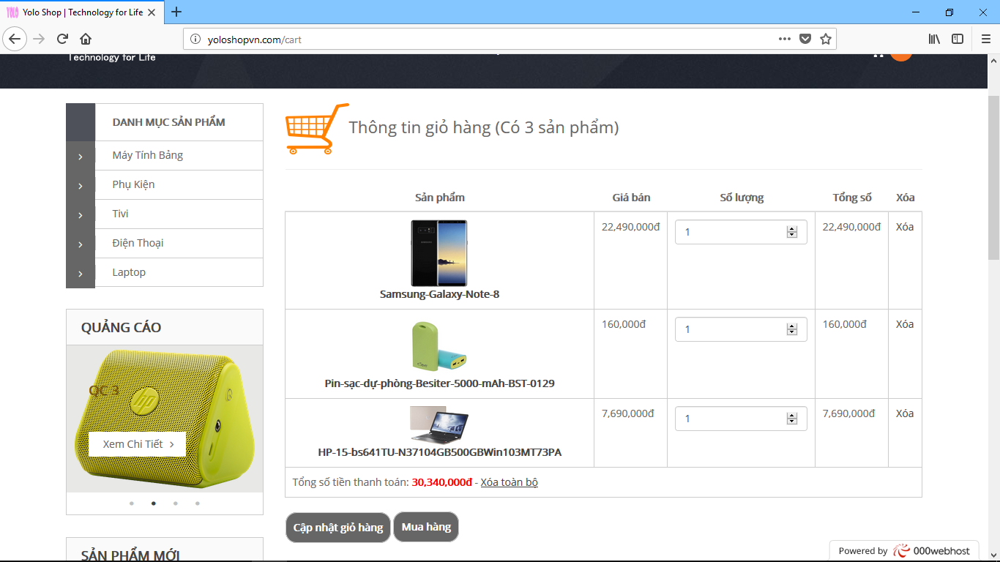 YOLO
Yolo Shop | Technology for Life
yoloshopvn.com/cart
Technology for Life
DANH MỤC SẢN PHẨM
Máy Tính Bảng
Phụ Kiện
Tivi
Điện Thoại
Laptop
QUẢNG CÁO
QC 3
hp
Xem Chi Tiết
SẢN PHẨM MỚI
Thông tin giỏ hàng (Có 3 sản phẩm)
Sản phẩm Giá bán Số lượng Tổng số Xóa
Samsung-Galaxy-Note-8 22,490,000đ 1 22,490,000đ Xóa
Pin-sạc-dự-phòng-Besiter-5000-mAh-BST-0129 160,000đ 1 160,000đ Xóa
HP-15-bs641TU-N37104GB500GBWin103MT73PA 7,690,000đ 1 7,690,000đ Xóa
Tổng số tiền thanh toán: 30,340,000đ - Xóa toàn bộ
Cập nhật giỏ hàng Mua hàng
Powered by 000webhost